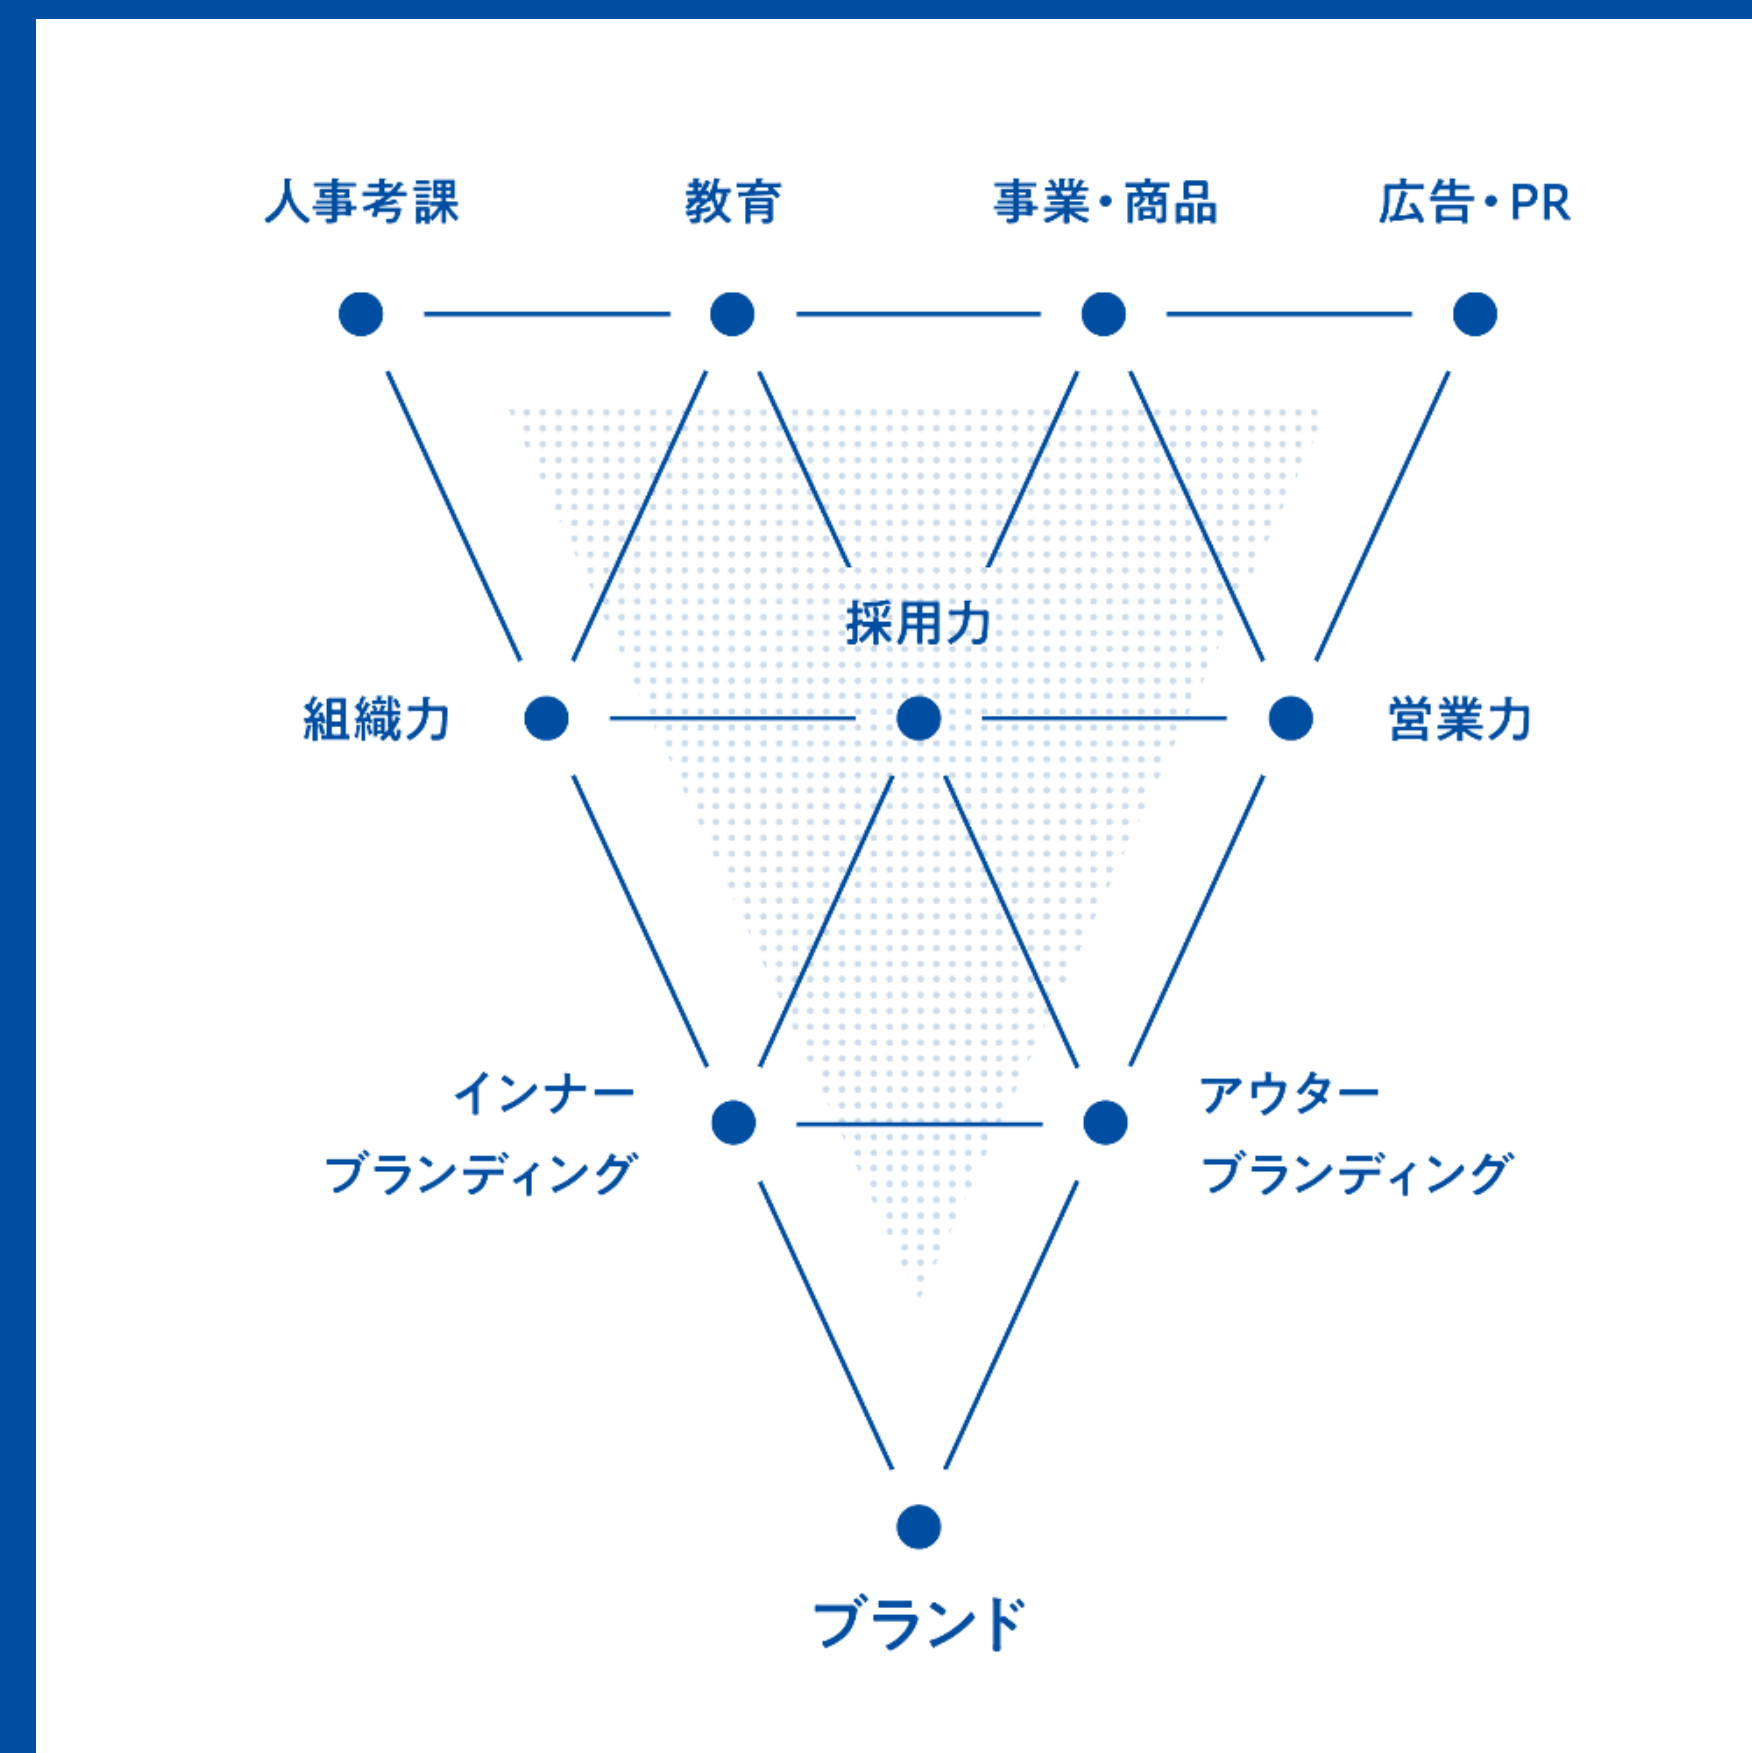 人事考課
教育
事業・商品
広告・PR
採用力
組織力
営業力
インナー
ブランディング
アウター
ブランディング
ブランド